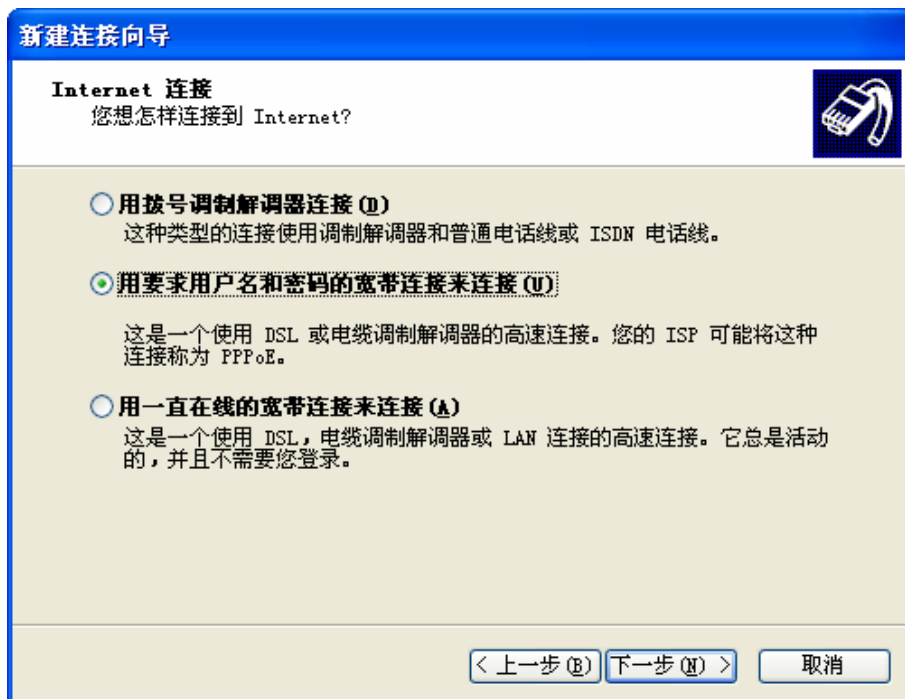 新建连接向导
Internet 连接
您想怎样连接到 Internet?
用拨号调制解调器连接(D)
这种类型的连接使用调制解调器和普通电话线或 ISDN 电话线。
用要求用户名和密码的宽带连接来连接(U)
这是一个使用 DSL 或电缆调制解调器的高速连接。您的 ISP 可能将这种
连接称为 PPPoE。
用一直在线的宽带连接来连接(A)
这是一个使用 DSL，电缆调制解调器或 LAN 连接的高速连接。它总是活动
的，并且不需要您登录。
< 上一步(B) 下一步(N) > 取消